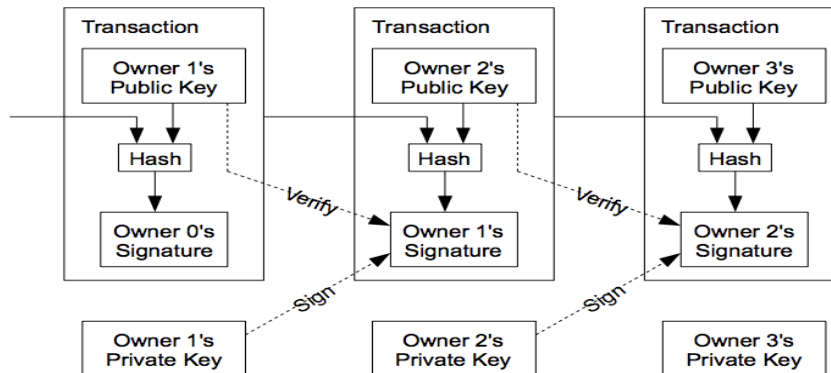 Transaction
Owner 1's
Public Key
Hash
Owner 0's
Signature
Transaction
Owner 2's
Public Key
Hash
Verify
Owner 1's
Signature
Transaction
Owner 3's
Public Key
Hash
Verify
Owner 2's
Signature
Sign
Sign
Owner 1's
Private Key
Owner 2's
Private Key
Owner 3's
Private Key